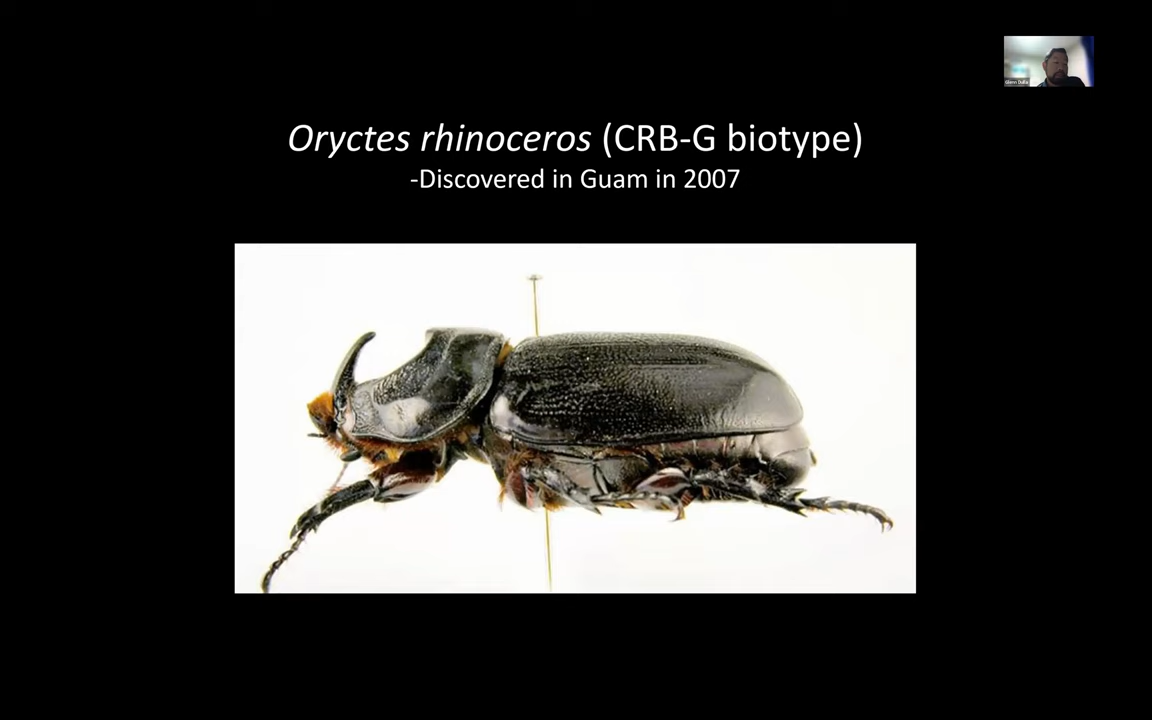 Oryctes rhinoceros (CRB-G biotype)
-Discovered in Guam in 2007